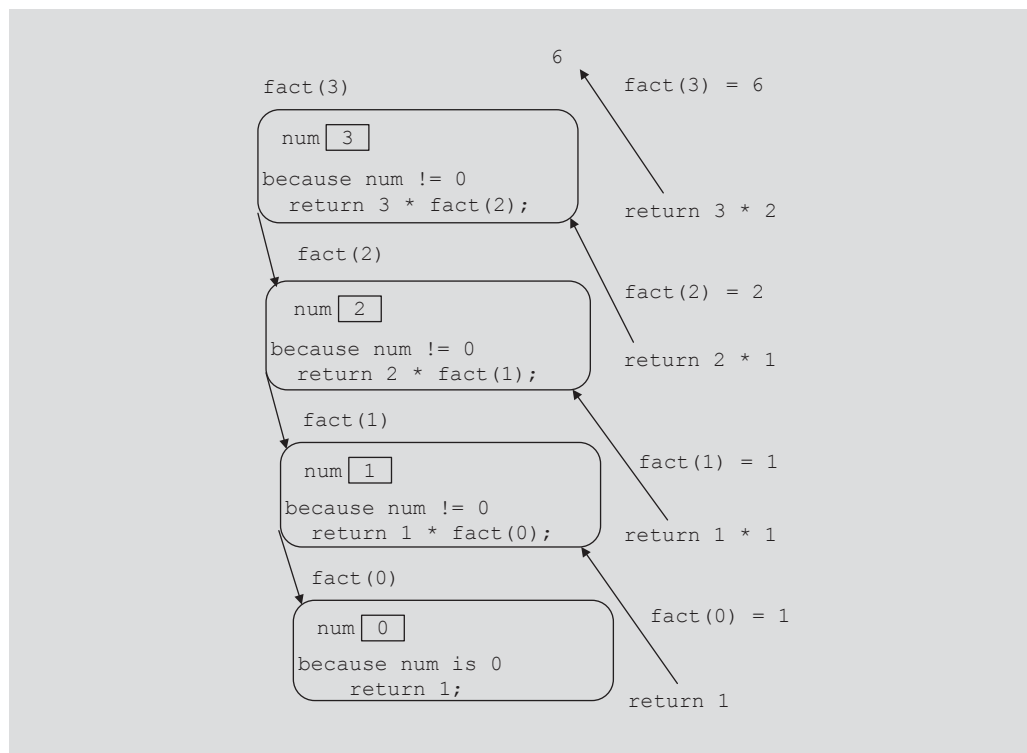 6
fact(3)
fact(3) = 6
num 3
because num != 0
return 3 * fact(2);
return 3 * 2
fact(2)
fact(2) = 2
num 2
because num != 0
return 2 * fact(1);
return 2 * 1
fact(1)
fact(1) = 1
num 1
because num != 0
return 1 * fact(0);
return 1 * 1
fact(0)
fact(0) = 1
num 0
because num is 0
return 1;
return 1